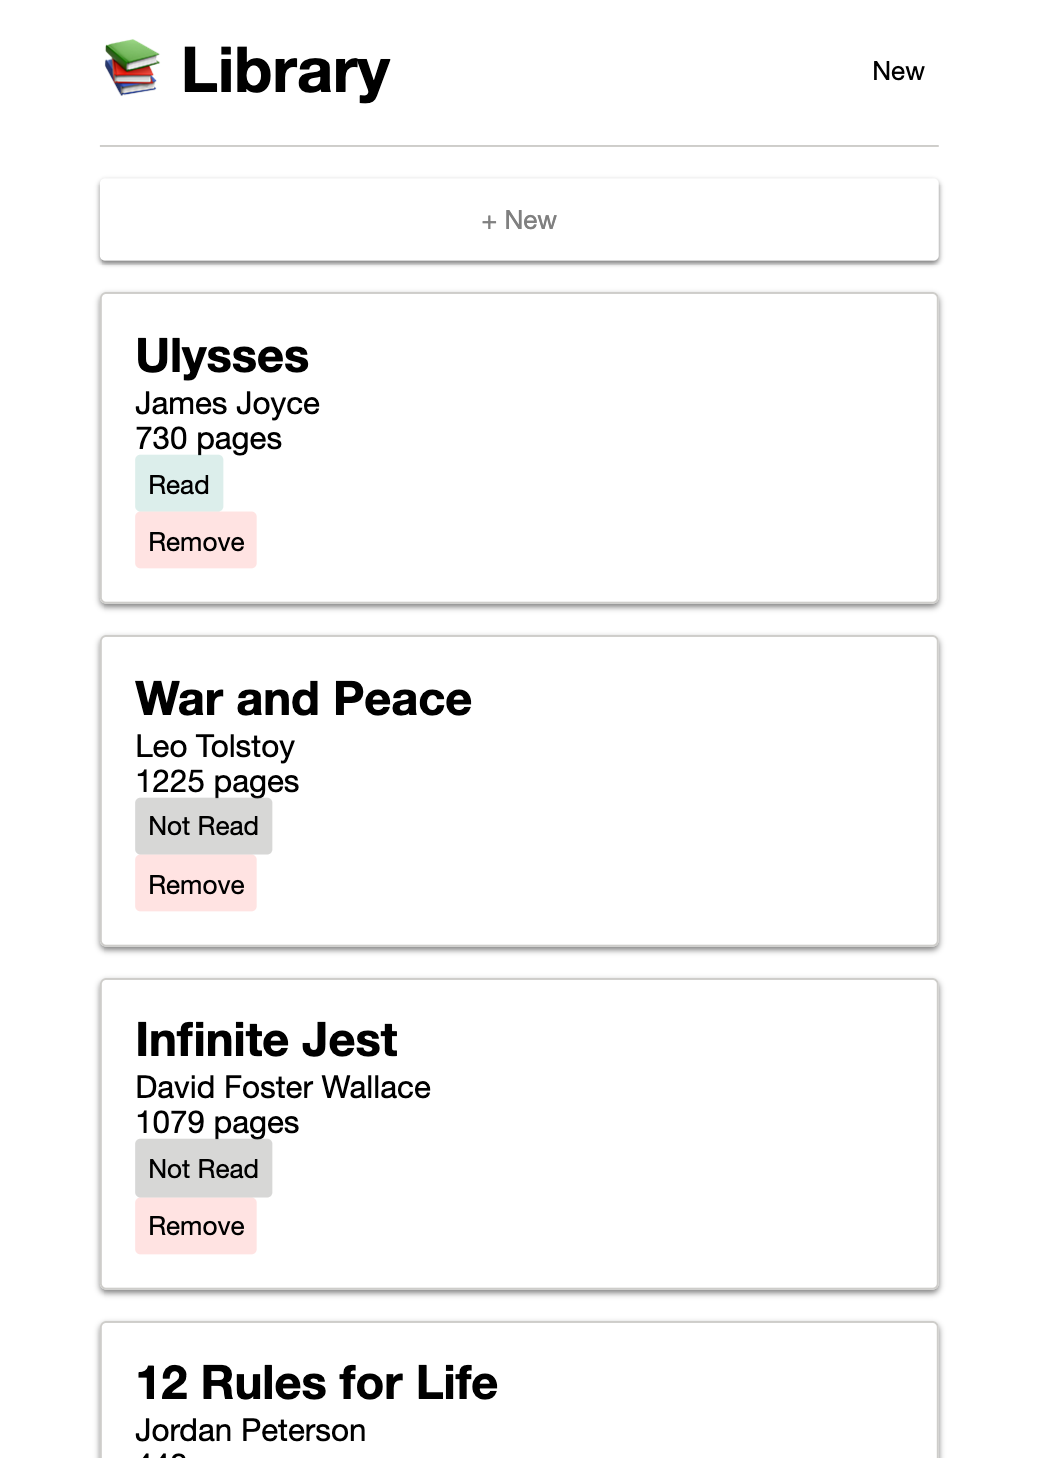 Library
New
+ New
Ulysses
James Joyce
730 pages
Read
Remove
War and Peace
Leo Tolstoy
1225 pages
Not Read
Remove
Infinite Jest
David Foster Wallace
1079 pages
Not Read
Remove
12 Rules for Life
Jordan Peterson